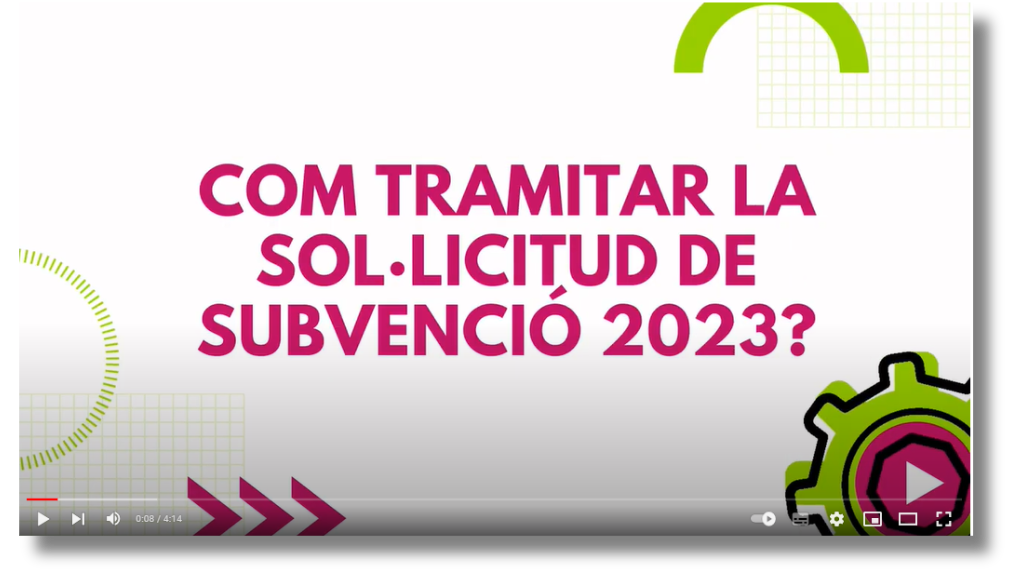 COM TRAMITAR LA
SOL·LICITUD DE
SUBVENCIÓ 2023?
0:08 / 4:14